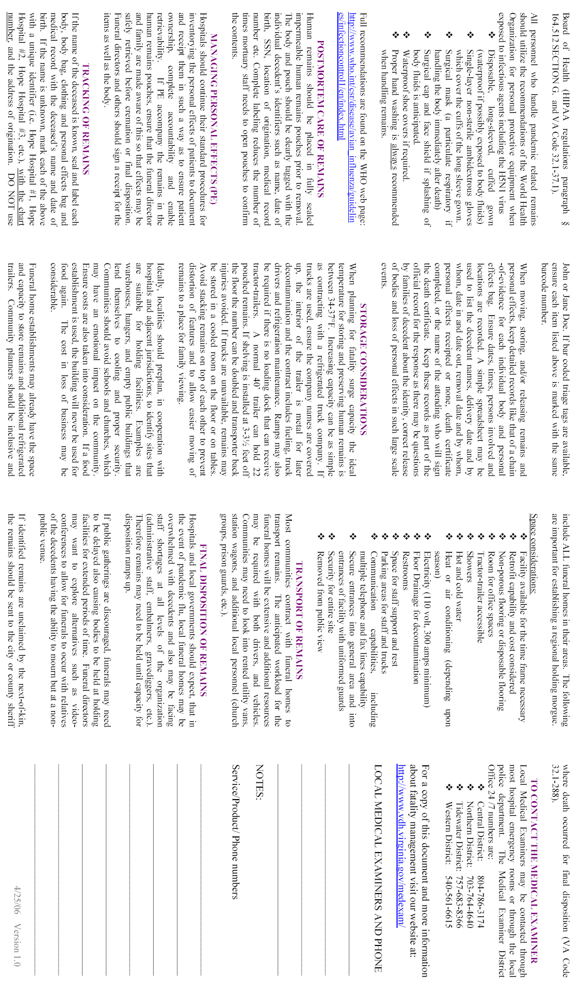 Board of Health (HIPAA regulations paragraph §
164.512 SECTION G. and VA Code 32.1-37.1).
All personnel who handle pandemic related remains
should utilize the recommendations of the World Health
Organization for personal protective equipment when
exposed to infectious agents including the H5N1 virus
❖ Disposable, long-sleeved, cuffed gown
(waterproof if possibly exposed to body fluids)
❖ Single-layer non-sterile ambidextrous gloves
which cover the cuffs of the long sleeve gown.
❖ Surgical mask (a particulate respiratory if
handling the body immediately after death)
❖ Surgical cap and face shield if splashing of
body fluids is anticipated.
❖ Waterproof shoe covers if required.
❖ Proper hand washing is always recommended
when handling remains.
Full recommendations are found on the WHO web page:
http://www.who.int/csr/disease/avian_influenza/guidelin
es/infectioncontrol1/en/index.html
POSTMORTEM CARE OF REMAINS
Human remains should be placed in fully sealed
impermeable human remains pouches prior to removal.
The body and pouch should be clearly tagged with the
individual decedent's identifiers such as name, date of
birth, SSN, location of origination, medical record
number etc. Complete labeling reduces the number of
times mortuary staff needs to open pouches to confirm
the contents.
MANAGING PERSONAL EFFECTS (PE)
Hospitals should continue their standard procedures for
inventorying the personal effects of patients to document
and receipt them in such a way as to ensure patient
ownership, complete accountability and enable
retrievability. If PE accompany the remains in the
human remains pouches, ensure that the funeral director
and family are made aware of this so that effects may be
safely retrieved before cremation or final disposition.
Funeral directors and others should sign a receipt for the
items as well as the body.
TRACKING OF REMAINS
If the name of the deceased is known, seal and label each
body, body bag, clothing and personal effects bag and
medical record with the deceased's name and date of
birth. If the name is unknown, mark each of the above
with a unique identifier (i.e. Hope Hospital #1, Hope
Hospital #2, Hope Hospital #3, etc.), with the chart
number, and the address of origination. DO NOT use
John or Jane Doe. If bar coded triage tags are available,
ensure each item listed above is marked with the same
barcode number.
When moving, storing, and/or releasing remains and
personal effects, keep detailed records like that of a chain
-of-evidence for each individual body and personal
effects bag. Ensure dates, times, persons involved and
locations are recorded. A simple spreadsheet may be
used to list the decedent names, delivery date and by
whom, date in and date out, removal date and by whom,
personal effects receipted or none, death certificate
completed, or the name of the attending who will sign
the death certificate. Keep these records as part of the
official record for the response as there may be questions
by families of decedent about the identity, correct release
of bodies and loss of personal effects in such large scale
events.
STORAGE CONSIDERATIONS
When planning for fatality surge capacity the ideal
temperature for storing and preserving human remains is
between 34-37°F. Increasing capacity can be as simple
as contracting with a refrigerated truck company. If
trucks are used, ensure the company names are covered
up, the interior of the trailer is metal for later
decontamination and the contract includes fueling, truck
drivers and refrigeration maintenance. Ramps may also
be required if there is no loading dock that can receive
tractor-trailers. A normal 40' trailer can hold 22
pouched remains. If shelving is installed at 3-3½ feet off
the floor the number can be doubled and transporter back
injuries avoided. If trucks are unavailable, remains may
be stored in a cooled room on the floor or on tables.
Avoid stacking remains on top of each other to prevent
distortion of features and to allow easier moving of
remains to a place for family viewing.
Ideally, localities should preplan, in cooperation with
hospitals and adjacent jurisdictions, to identify sites that
are suitable for holding facilities. Examples are
warehouses, hangers, and empty public buildings that
lend themselves to cooling and proper security.
Communities should avoid schools and churches, which
may have an emotional impact on the community.
Ensure costs are also taken into consideration. If a food
establishment is used, the building will never be used for
food again. The cost in loss of business may be
considerable.
Funeral home establishments may already have the space
and capacity to store remains and additional refrigerated
trailers. Community planners should be inclusive and
include ALL funeral homes in their areas. The following
are important for establishing a regional holding morgue.
Space considerations:
❖ Facility available for the time frame necessary
❖ Retrofit capability and cost considered
❖ Non-porous flooring or disposable flooring
❖ Room for office spaces
❖ Tractor-trailer accessible
❖ Showers
❖ Hot and cold water
❖ Heat or air conditioning (depending upon
season)
❖ Electricity (110 volt, 300 amps minimum)
❖ Floor Drainage for decontamination
❖ Restrooms
❖ Space for staff support and rest
❖ Parking areas for staff and trucks
❖ Communication capabilities, including
multiple telephone and fax lines capability
❖ Secure entrances into general area and into
entrances of facility with uniformed guards
❖ Security for entire site
❖ Removed from public view
TRANSPORT OF REMAINS
Most communities contract with funeral homes to
transport remains. The anticipated workload for the
funeral homes will be extensive and additional resources
may be required with both drivers, and vehicles.
Communities may need to look into rented utility vans,
station wagons, and additional local personnel (church
groups, prison guards, etc.).
FINAL DISPOSITION OF REMAINS
Hospitals and local governments should expect, that in
the event of pandemic flu, local funeral homes may be
overwhelmed with decedents and also may be facing
staff shortages at all levels of the organization
(administrative staff, embalmers, gravediggers, etc.).
Therefore remains may need to be held until capacity for
disposition ramps up.
If public gatherings are discouraged, funerals may need
to be delayed also causing bodies to be held at holding
facilities for extended periods of time. Funeral directors
may want to explore alternatives such as video-
conferences to allow for funerals to occur with relatives
of the decedents having the ability to mourn but at a non-
public venue.
If identified remains are unclaimed by the next-of-kin,
the remains should be sent to the city or county sheriff
where death occurred for final disposition (VA Code
32.1-288).
TO CONTACT THE MEDICAL EXAMINER
Local Medical Examiners may be contacted through
most hospital emergency rooms or through the local
police department. The Medical Examiner District
Office 24 /7 numbers are:
❖ Central District: 804-786-3174
❖ Northern District: 703-764-4640
❖ Tidewater District: 757-683-8366
❖ Western District: 540-561-6615
For a copy of this document and more information
about fatality management visit our website at:
http://www.vdh.virginia.gov/medexam/
LOCAL MEDICAL EXAMINERS AND PHONE
NOTES:
Service/Product/ Phone numbers
4/25/06 Version 1.0